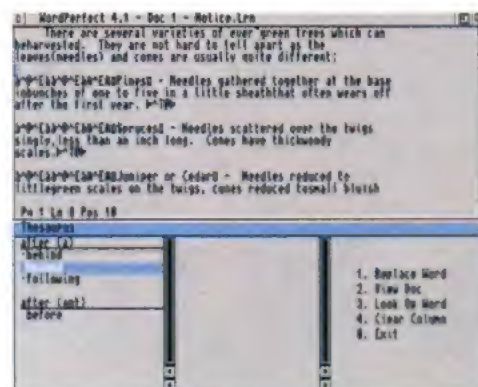 WordPerfect 4.1 - Doc 1 - Notice.Lrn
There are several varieties of ever green trees which can
beharvested. They are not hard to tell apart as the
leaves(needles) and cones are usually quite different:
Pines - Needles gathered together at the base
inbunches of one to five in a little sheaththat often wears off
after the first year.
Spruces - Needles scattered over the twigs
singly,less than an inch long. Cones have thickwoody
scales.
Juniper or Cedar - Needles reduced to
littlegreen scales on the twigs, cones reduced tosmall bluish
Pg 1 Ln 8 Pos 10
Thesaurus
after (a)
-behind
-following
after (ant)
before
1. Replace Word
2. View Doc
3. Look Up Word
4. Clear Column
0. Exit